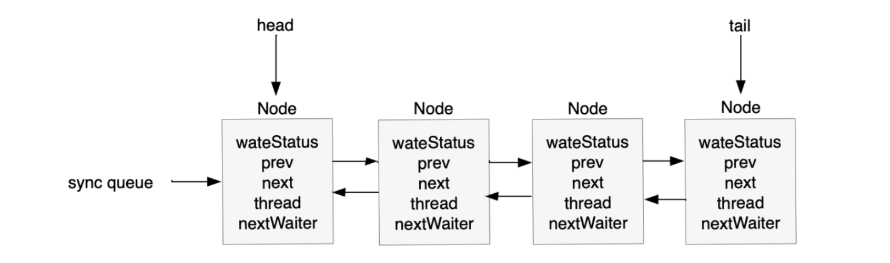 head
tail
Node
Node
Node
Node
wateStatus
prev
next
thread
nextWaiter
wateStatus
prev
next
thread
nextWaiter
wateStatus
prev
next
thread
nextWaiter
wateStatus
prev
next
thread
nextWaiter
sync queue